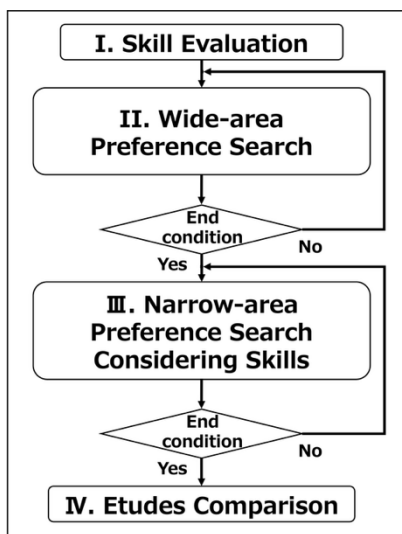 I. Skill Evaluation
II. Wide-area
Preference Search
End
condition
No
Yes
Ⅲ. Narrow-area
Preference Search
Considering Skills
End
condition
No
Yes
Ⅳ. Etudes Comparison